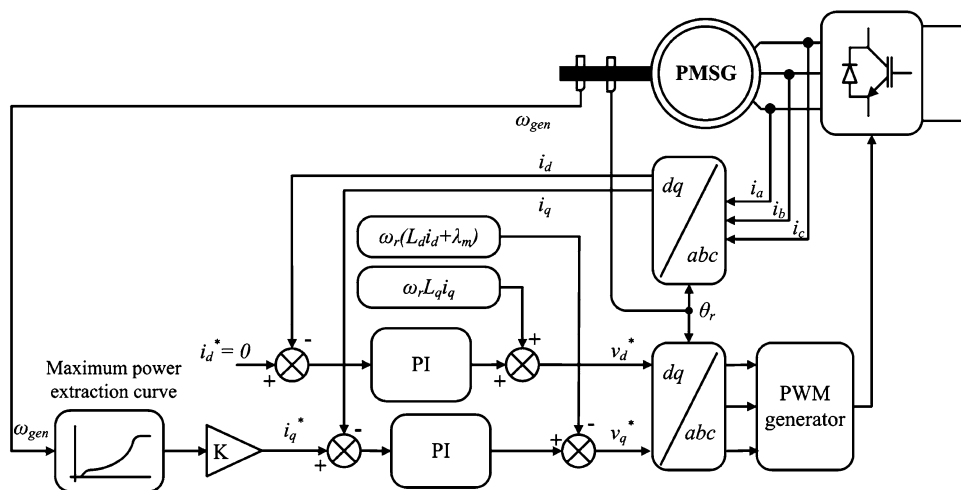 PMSG
ω_gen
i_d
i_q
dq
abc
i_a
i_b
i_c
ω_r(L_d i_d+λ_m)
ω_r L_q i_q
θ_r
-
+
i_d^* = 0
+
-
PI
+
v_d^*
dq
abc
PWM
generator
Maximum power
extraction curve
ω_gen
K
i_q^*
+
-
PI
+
-
v_q^*